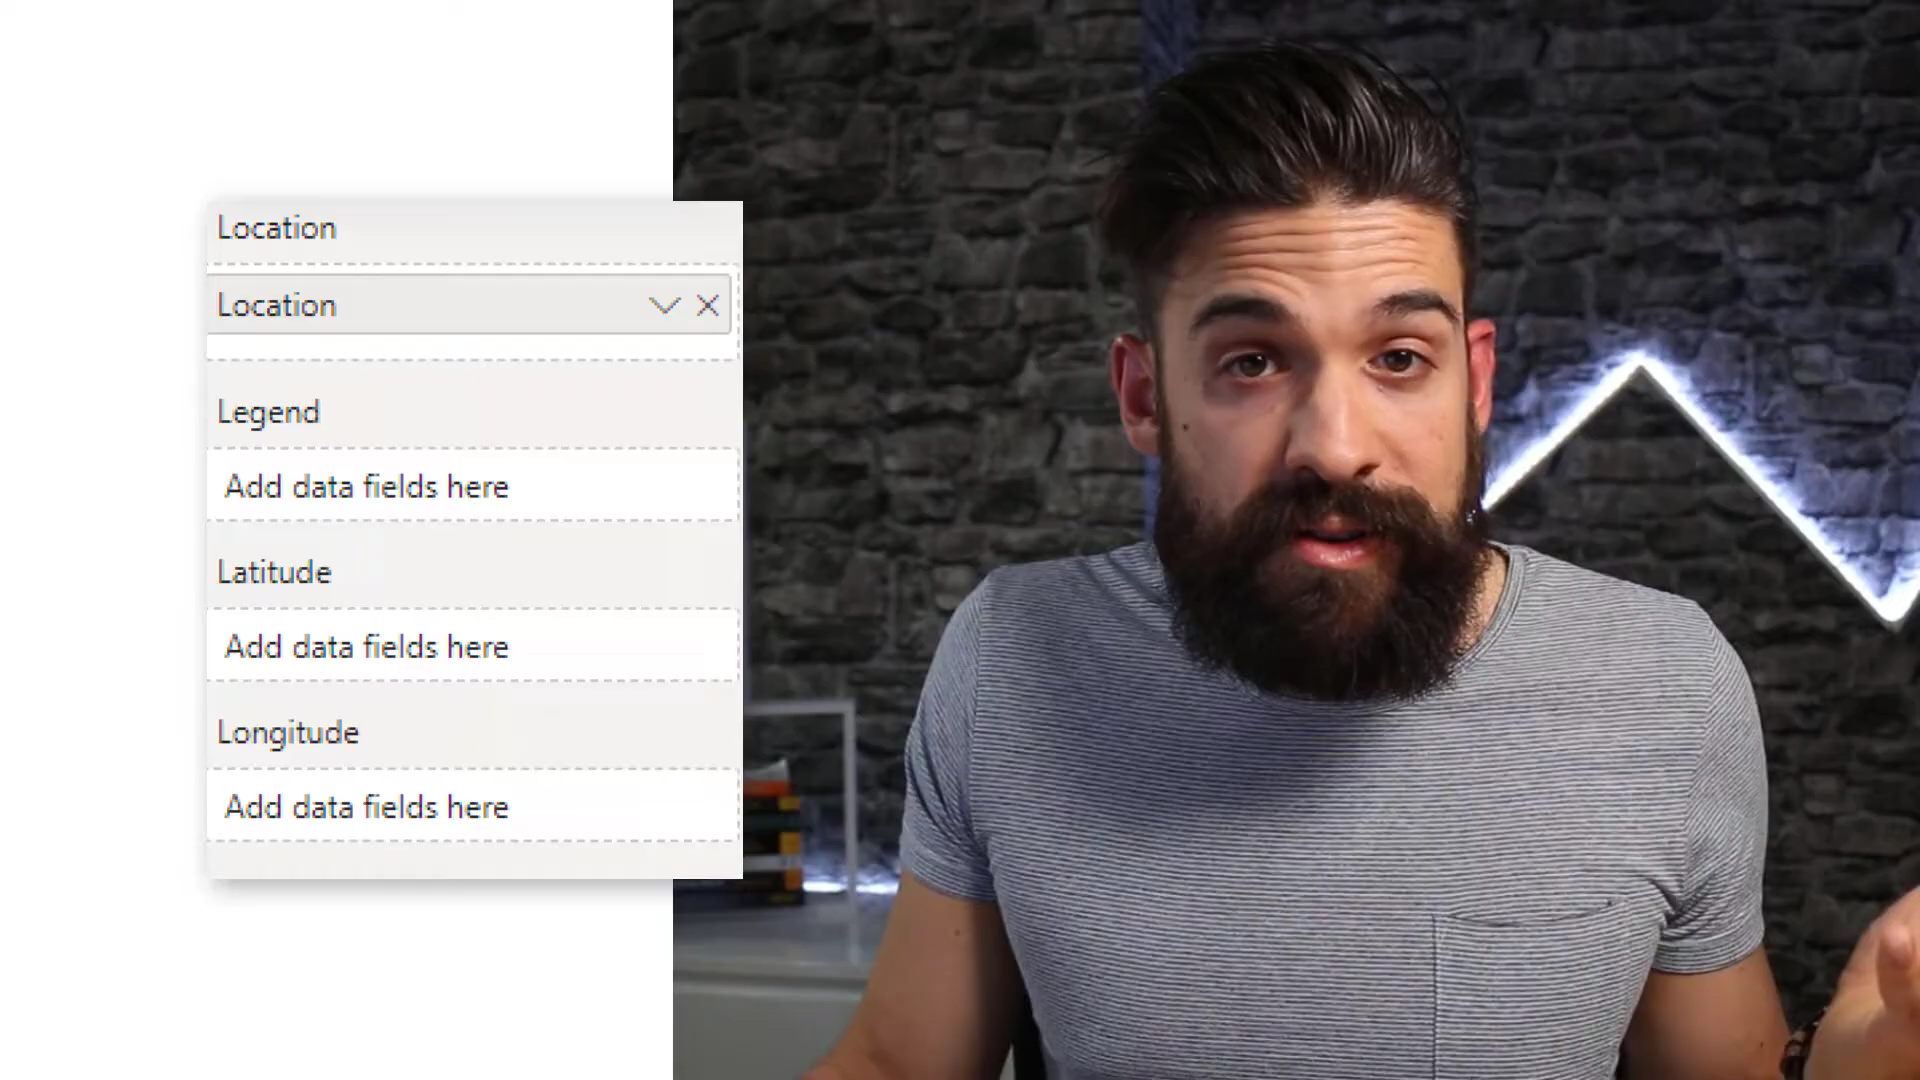 Location
Location
Legend
Add data fields here
Latitude
Add data fields here
Longitude
Add data fields here